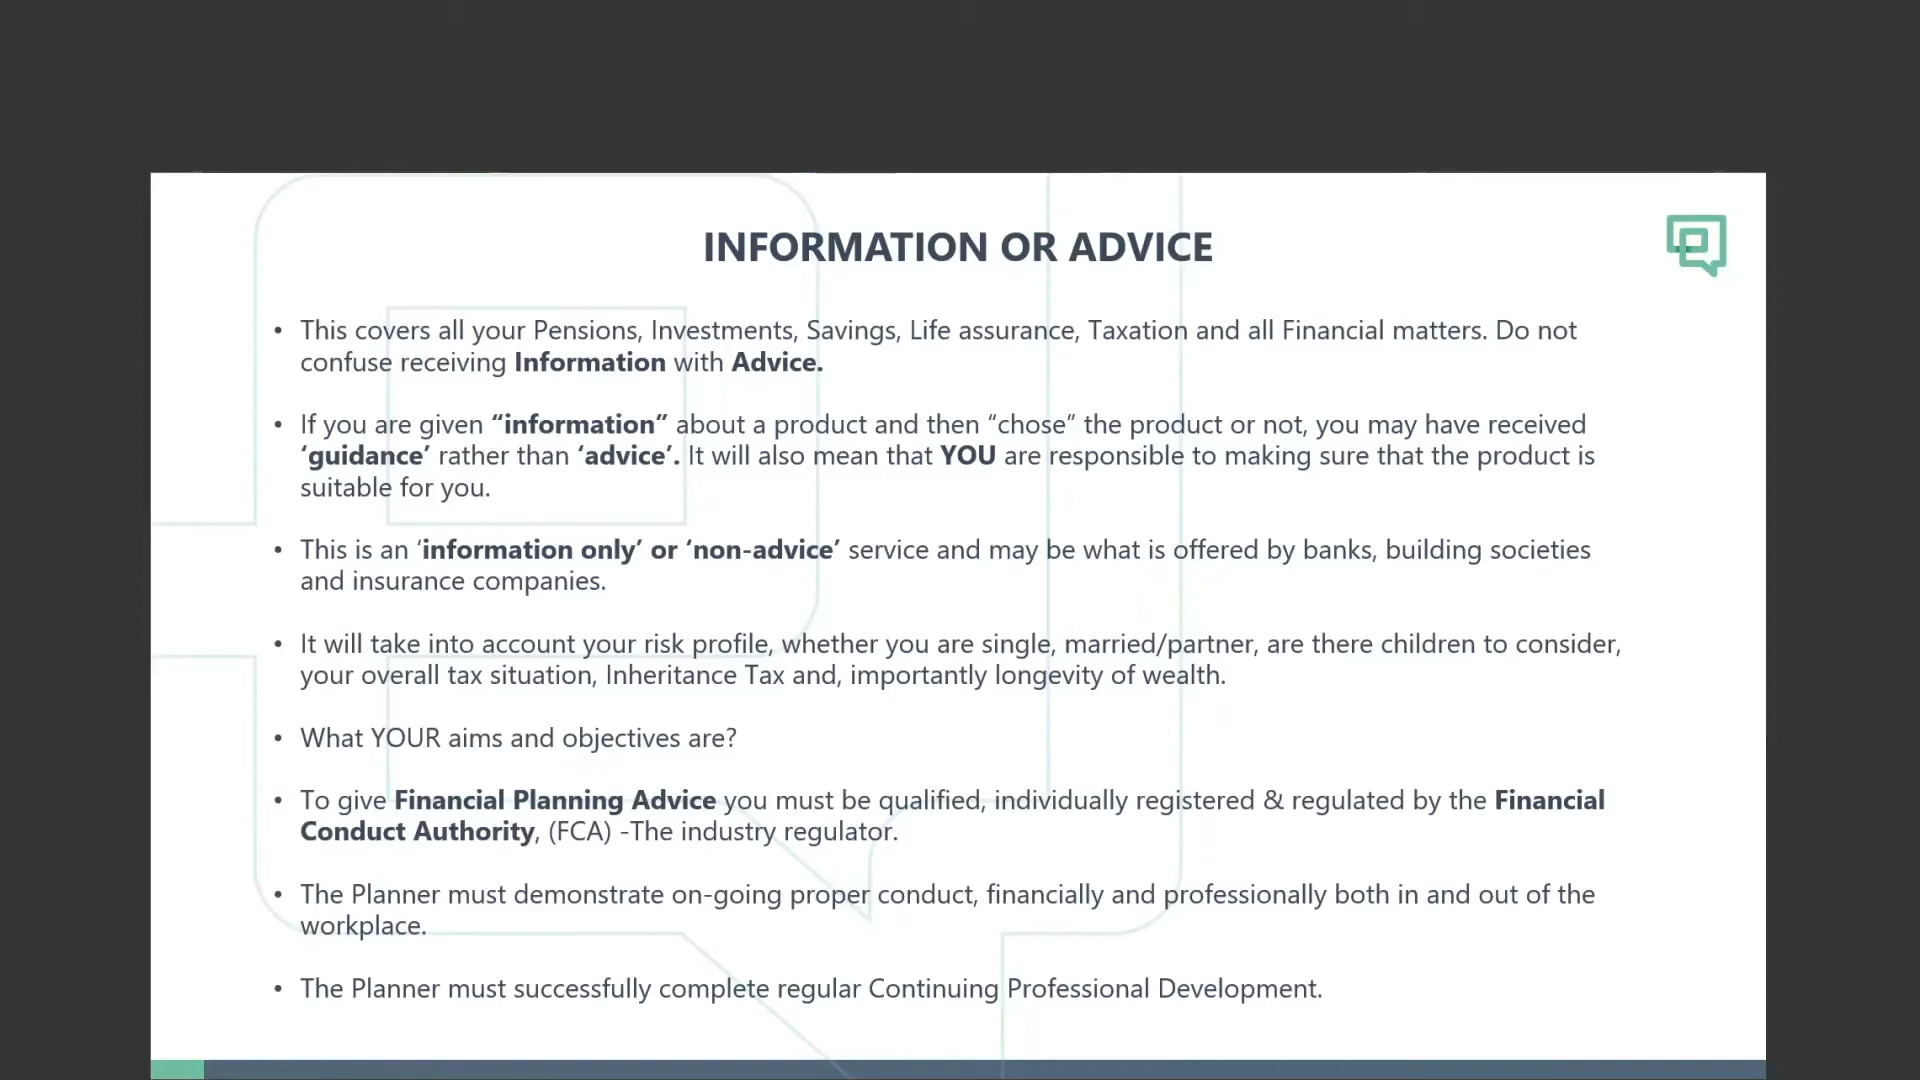 INFORMATION OR ADVICE
• This covers all your Pensions, Investments, Savings, Life assurance, Taxation and all Financial matters. Do not
confuse receiving Information with Advice.
• If you are given “information” about a product and then “chose” the product or not, you may have received
‘guidance’ rather than ‘advice’. It will also mean that YOU are responsible to making sure that the product is
suitable for you.
• This is an ‘information only’ or ‘non-advice’ service and may be what is offered by banks, building societies
and insurance companies.
• It will take into account your risk profile, whether you are single, married/partner, are there children to consider,
your overall tax situation, Inheritance Tax and, importantly longevity of wealth.
• What YOUR aims and objectives are?
• To give Financial Planning Advice you must be qualified, individually registered & regulated by the Financial
Conduct Authority, (FCA) -The industry regulator.
• The Planner must demonstrate on-going proper conduct, financially and professionally both in and out of the
workplace.
• The Planner must successfully complete regular Continuing Professional Development.